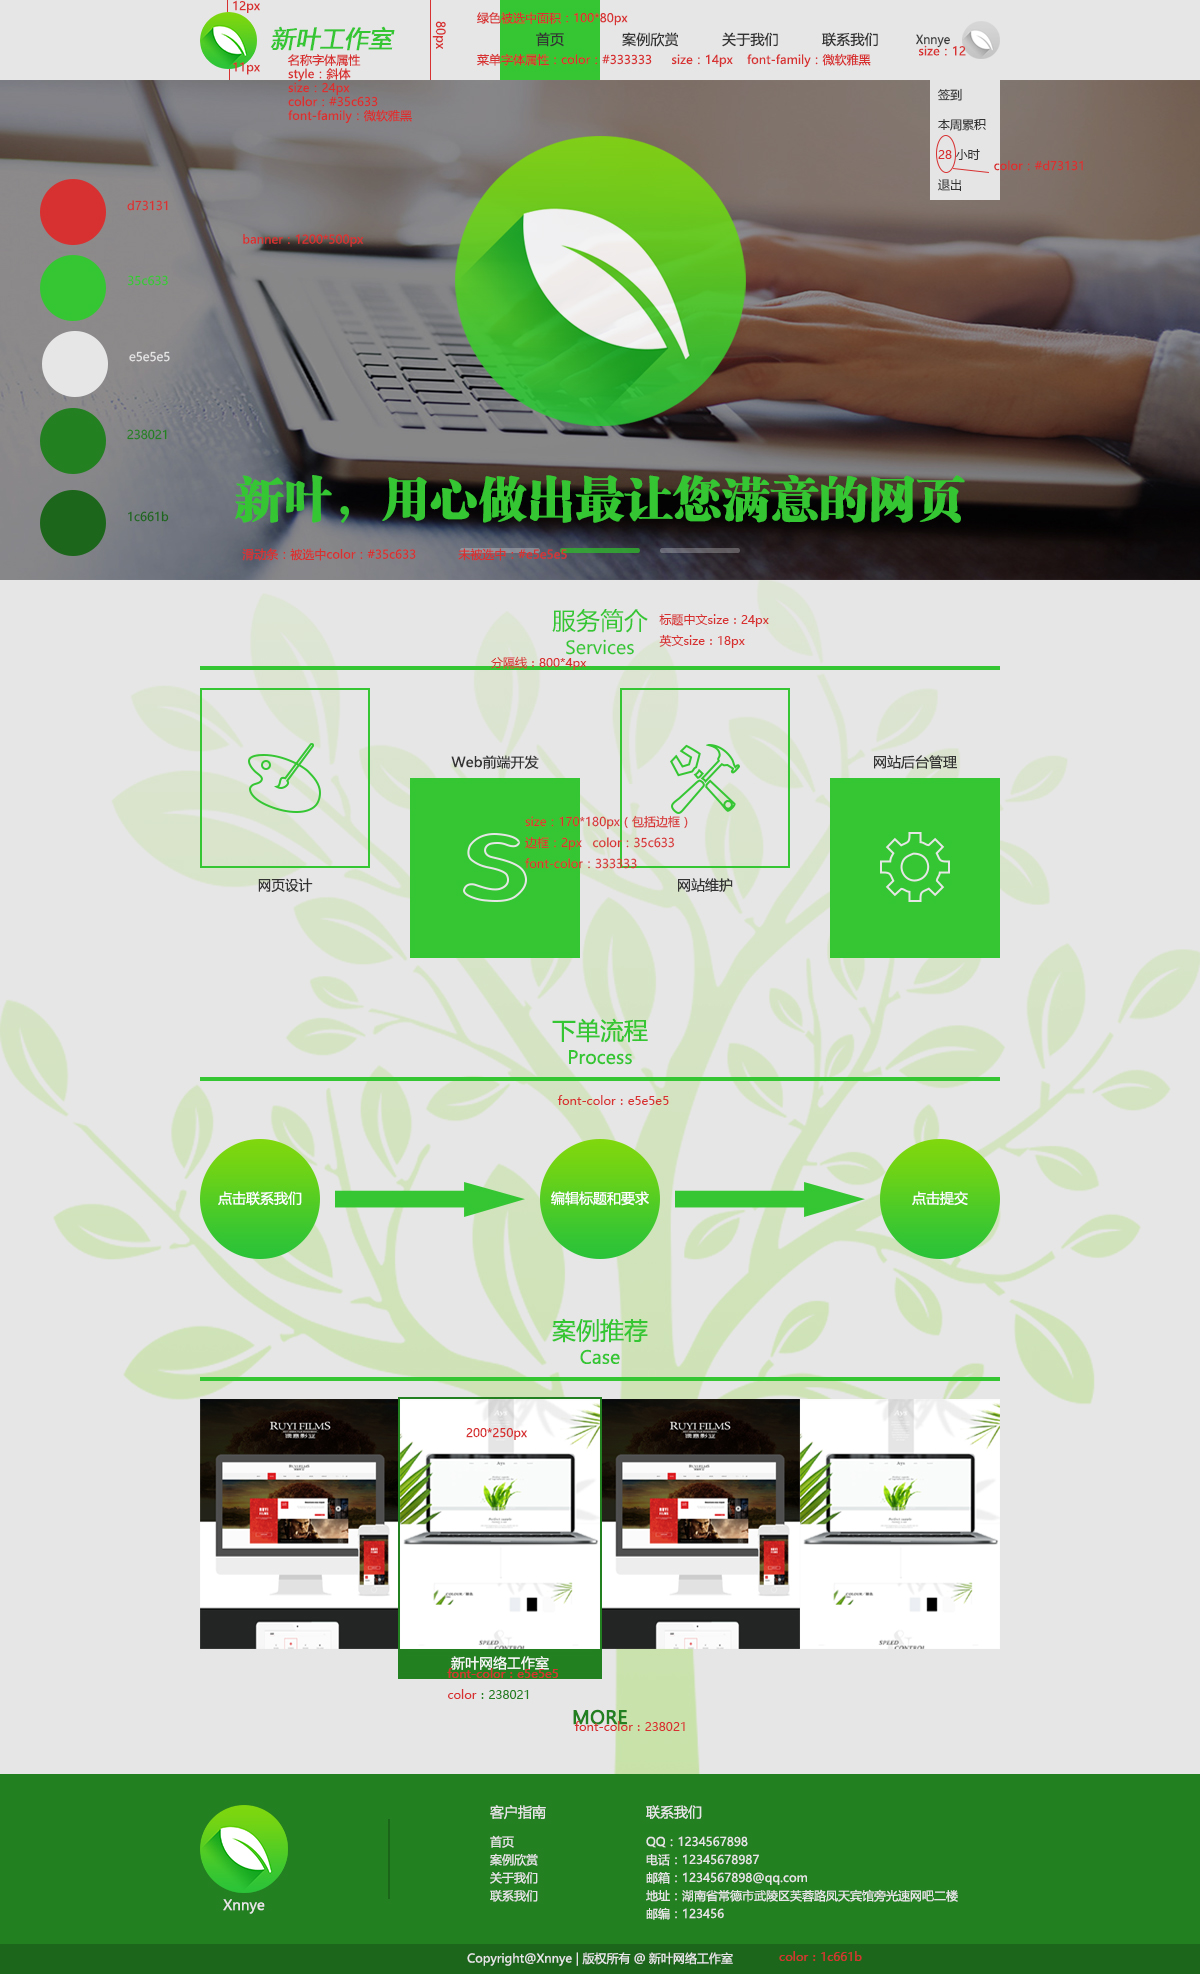 12px
绿色被选中面积：100*80px
新叶工作室
80px
首页
案例欣赏
关于我们
联系我们
Xnnye
size：12
11px
名称字体属性
style：斜体
size：24px
color：#35c633
font-family：微软雅黑
菜单字体属性：color：#333333
size：14px
font-family：微软雅黑
签到
本周累积
28小时
color：#d73131
退出
d73131
banner：1200*500px
35c633
e5e5e5
238021
1c661b
新叶，用心做出最让您满意的网页
被选中color：#35c633
未被选中：#e5e5e5
服务简介
标题中文size：24px
Services
英文size：18px
分隔线：800*4px
Web前端开发
网站后台管理
size：170*180px（包括边框）
边框：2px color：35c633
font-color：333333
网页设计
网站维护
下单流程
Process
font-color：e5e5e5
点击联系我们
编辑标题和要求
点击提交
案例推荐
Case
RUYI FILMS
200*250px
RUYI FILMS
SPEED CONTROL
SPEED CONTROL
新叶网络工作室
font-color：e5e5e5
color：238021
MORE
font-color：238021
客户指南
联系我们
首页
QQ：1234567898
案例欣赏
电话：12345678987
关于我们
邮箱：1234567898@qq.com
联系我们
地址：湖南省常德市武陵区芙蓉路凤天宾馆旁光速网吧二楼
Xnnye
邮编：123456
Copyright@Xnnye | 版权所有 @ 新叶网络工作室
color：1c661b